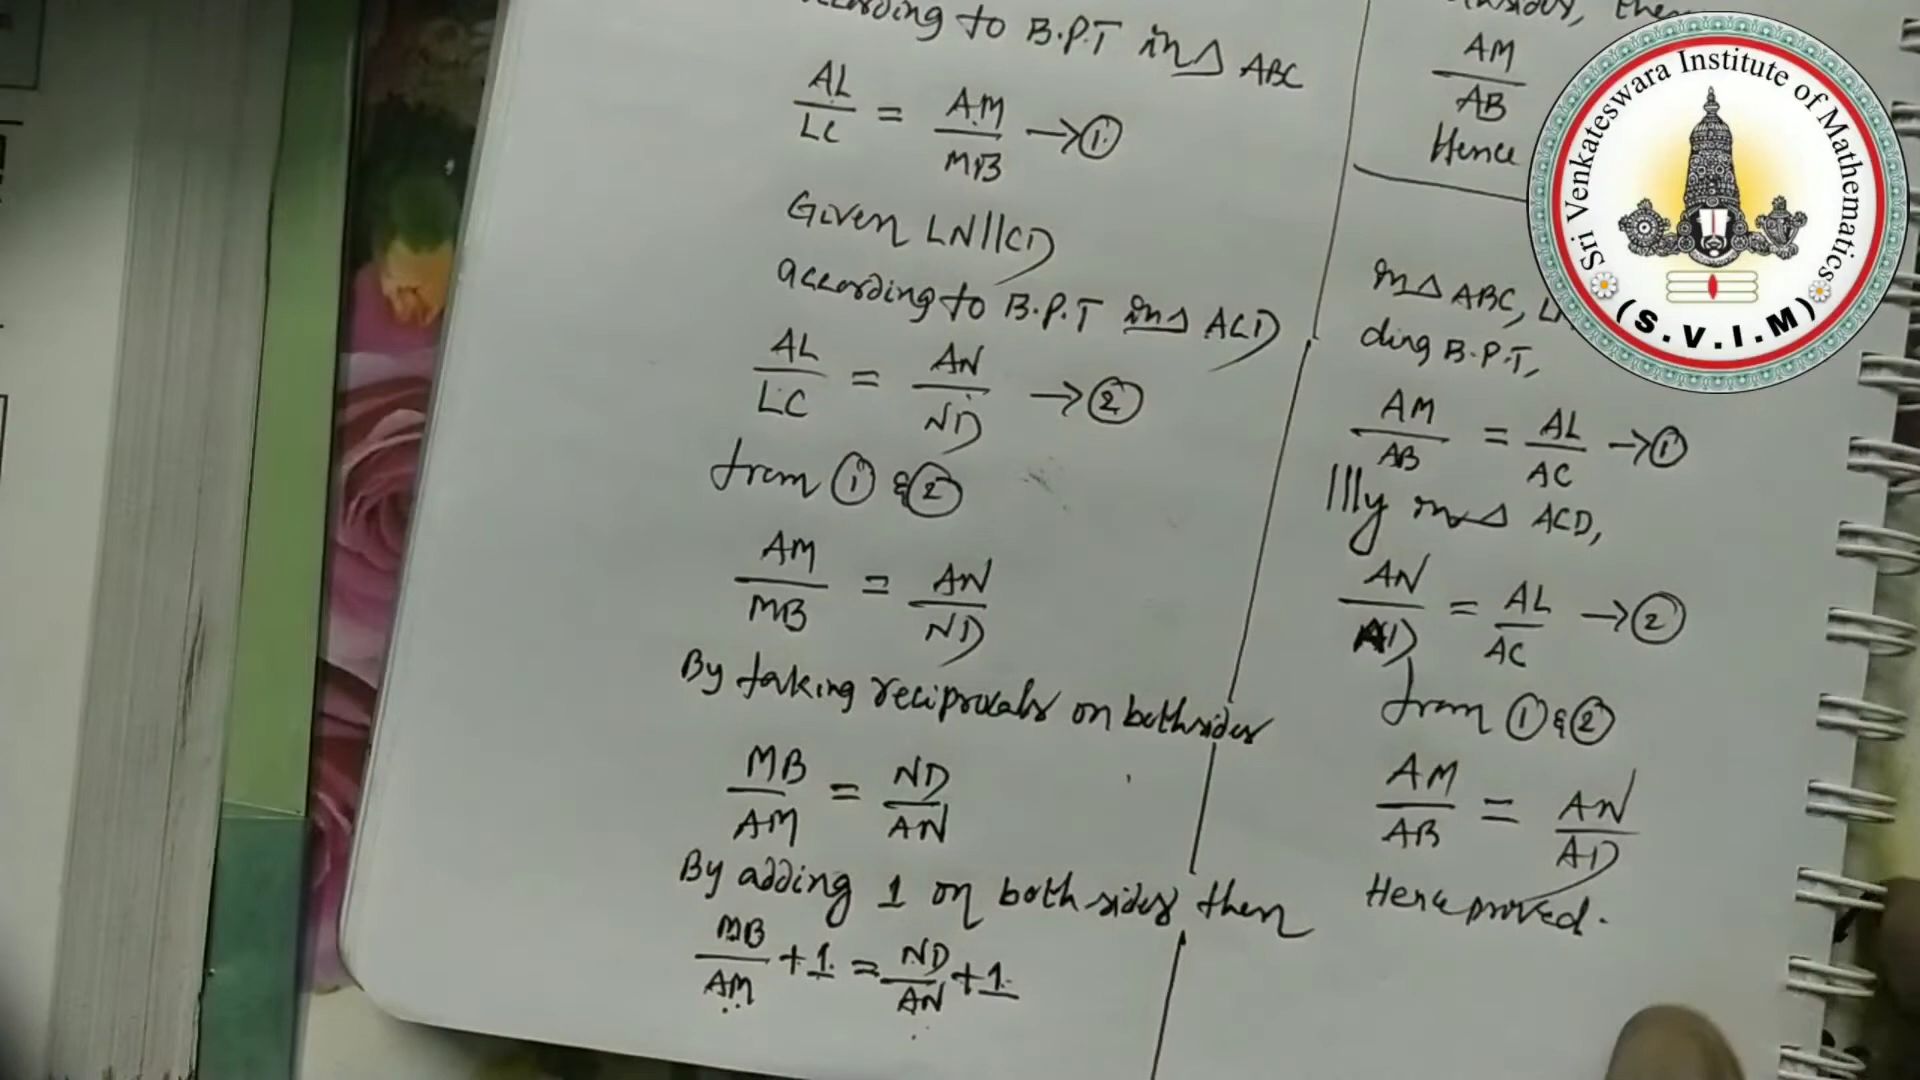 according to B.P.T in △ ABC
AL/LC = AM/MB → ①
Given LN||CD
according to B.P.T in △ ACD
AL/LC = AN/ND → ②
from ① & ②
AM/MB = AN/ND
By taking reciprocals on bothsides
MB/AM = ND/AN
By adding 1 on both sides then
MB/AM + 1 = ND/AN + 1
AM/AB
Hence
in △ ABC,
ding B.P.T,
AM/AB = AL/AC → ①
|||ly in △ ACD,
AN/AD = AL/AC → ②
from ① & ②
AM/AB = AN/AD
Hence proved.
Sri Venkateswara Institute of Mathematics
(S.V.I.M)